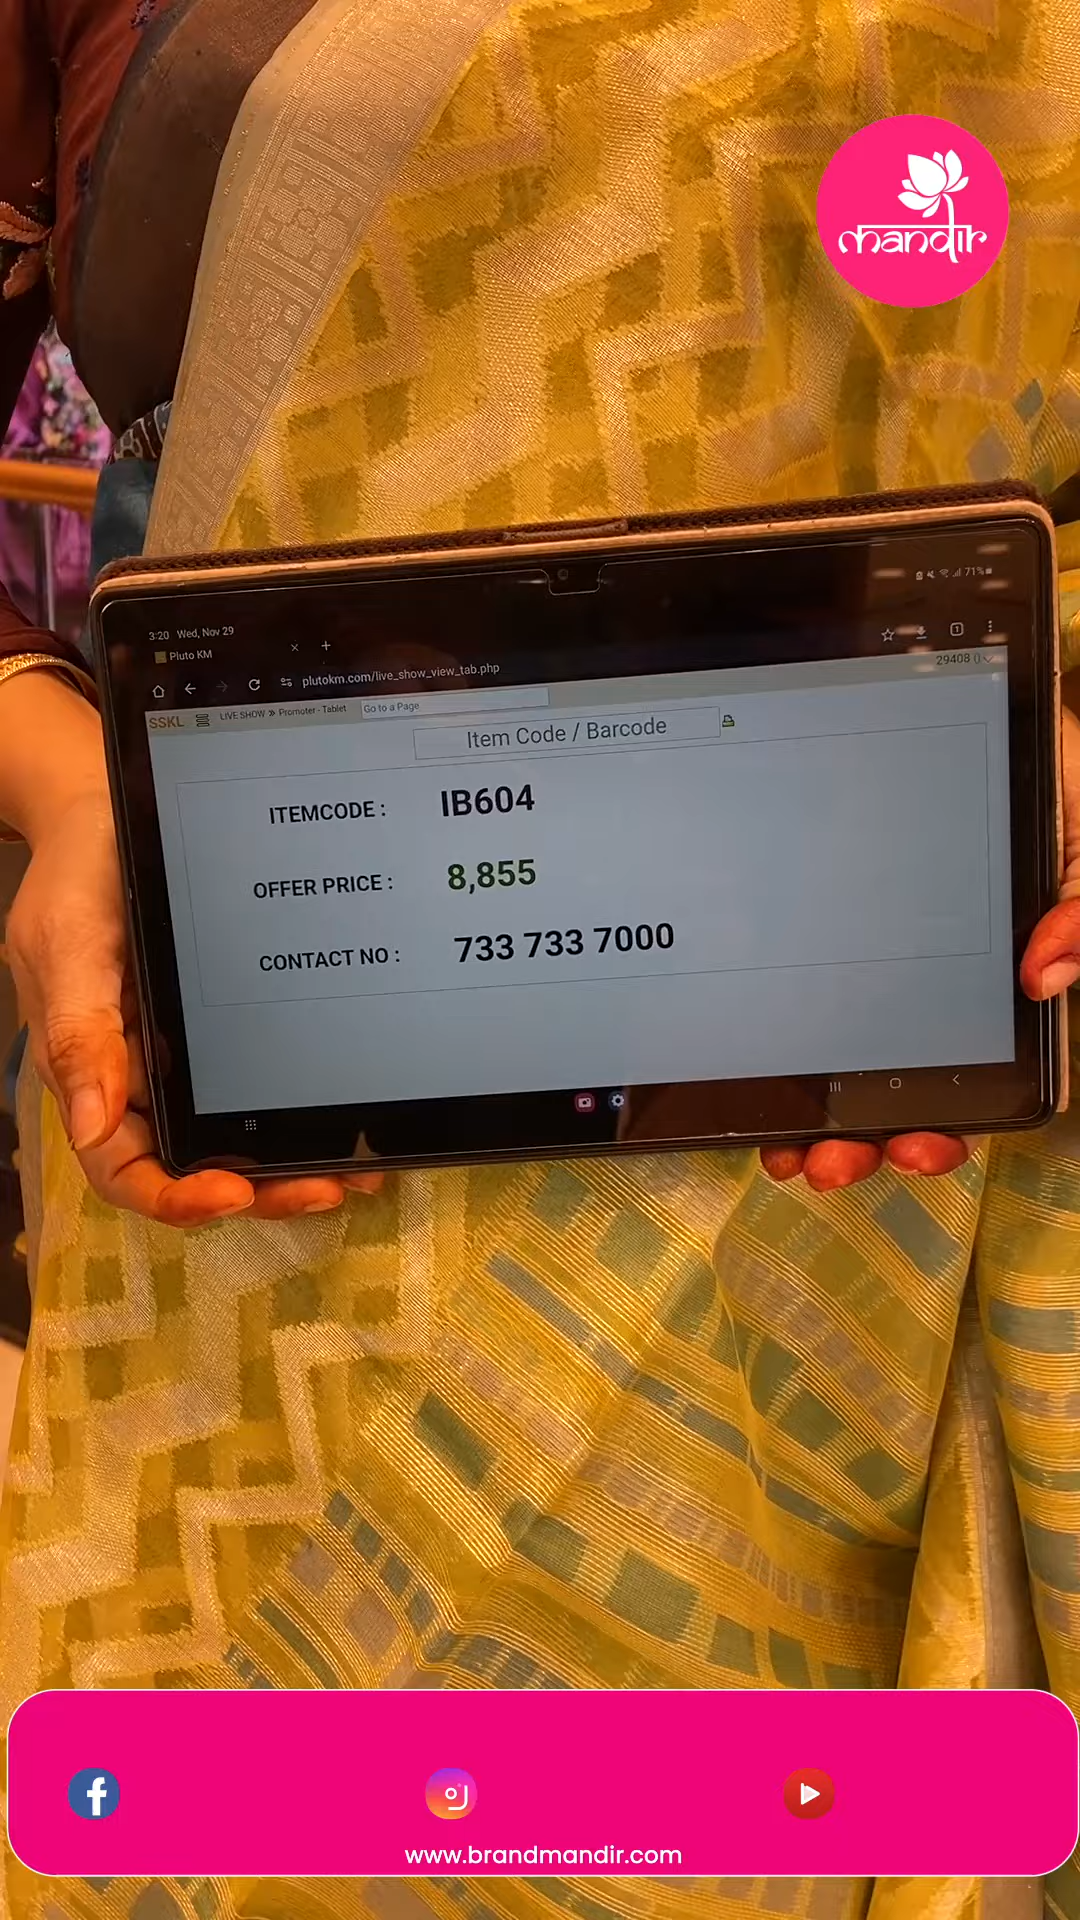 mandir
3:20 Wed, Nov 29
71%
Pluto KM
plutokm.com/live_show_view_tab.php
29408 ()
SSKL
LIVE SHOW » Promoter - Tablet
Go to a Page
Item Code / Barcode
ITEMCODE : IB604
OFFER PRICE : 8,855
CONTACT NO : 733 733 7000
www.brandmandir.com